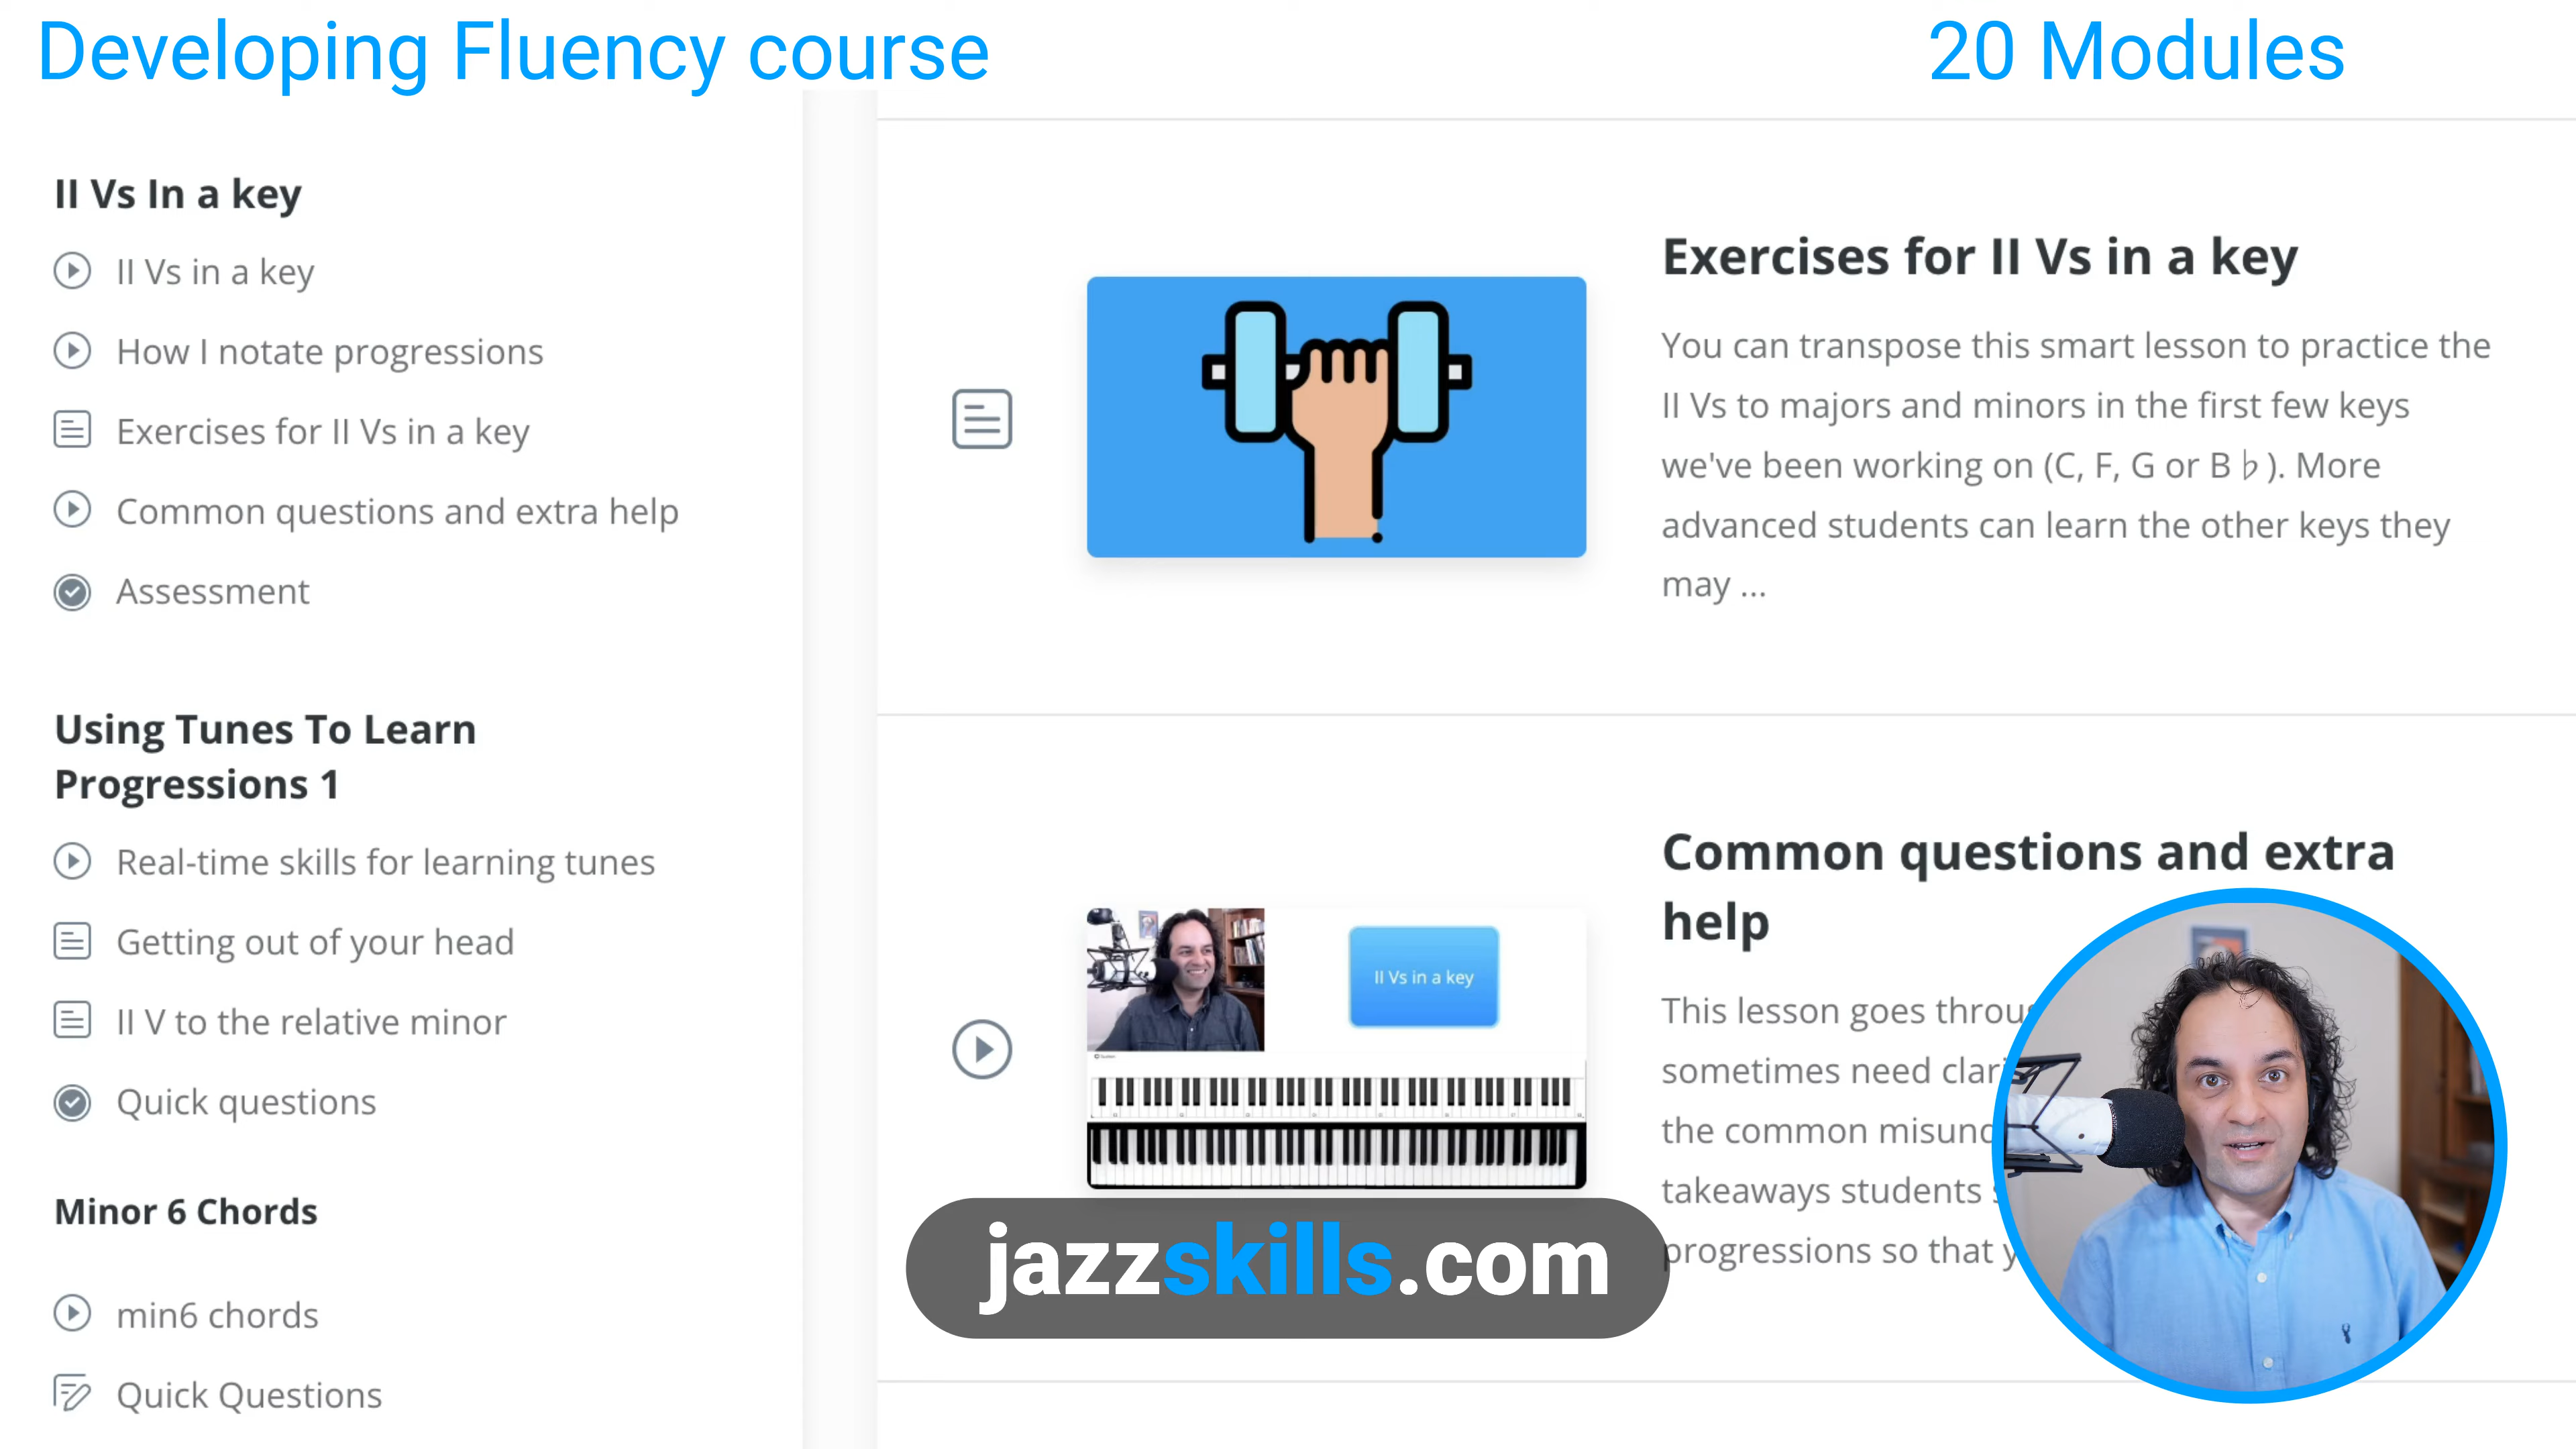 Developing Fluency course
20 Modules
II Vs In a key
II Vs in a key
How I notate progressions
Exercises for II Vs in a key
Common questions and extra help
Assessment
Using Tunes To Learn
Progressions 1
Real-time skills for learning tunes
Getting out of your head
II V to the relative minor
Quick questions
Minor 6 Chords
min6 chords
Quick Questions
Exercises for II Vs in a key
You can transpose this smart lesson to practice the
II Vs to majors and minors in the first few keys
we've been working on (C, F, G or B♭). More
advanced students can learn the other keys they
may ...
II Vs in a key
Common questions and extra
help
This lesson goes
sometimes need
the common
takeaways students
progressions so that
jazzskills.com